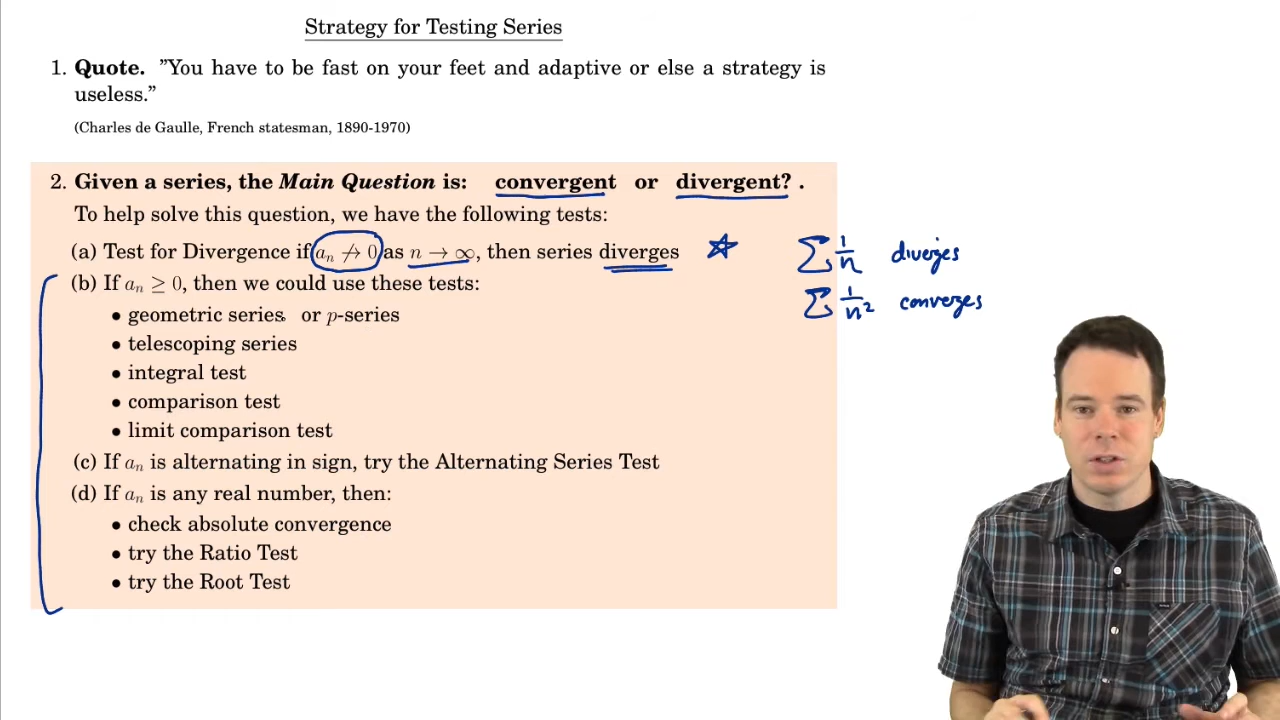 Strategy for Testing Series
1. Quote. ”You have to be fast on your feet and adaptive or else a strategy is
useless.”
(Charles de Gaulle, French statesman, 1890-1970)
2. Given a series, the Main Question is: convergent or divergent? .
To help solve this question, we have the following tests:
(a) Test for Divergence if aₙ ↛ 0 as n → ∞, then series diverges
∑ 1/n diverges
(b) If aₙ ≥ 0, then we could use these tests:
∑ 1/n² converges
• geometric series or p-series
• telescoping series
• integral test
• comparison test
• limit comparison test
(c) If aₙ is alternating in sign, try the Alternating Series Test
(d) If aₙ is any real number, then:
• check absolute convergence
• try the Ratio Test
• try the Root Test